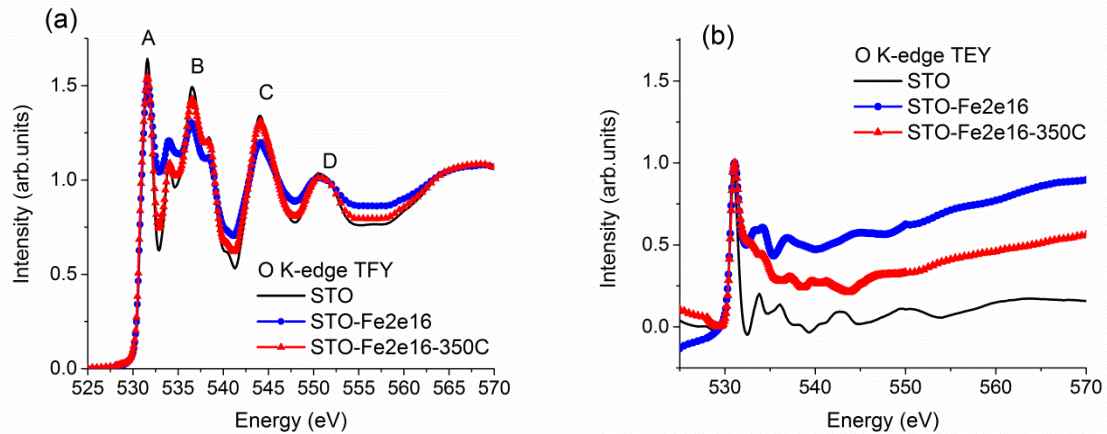 (a)
A
B
C
D
1.5
1.0
0.5
0.0
Intensity (arb.units)
O K-edge TFY
STO
STO-Fe2e16
STO-Fe2e16-350C
525 530 535 540 545 550 555 560 565 570
Energy (eV)
(b)
O K-edge TEY
STO
STO-Fe2e16
STO-Fe2e16-350C
1.5
1.0
0.5
0.0
Intensity (arb.units)
530 540 550 560 570
Energy (eV)